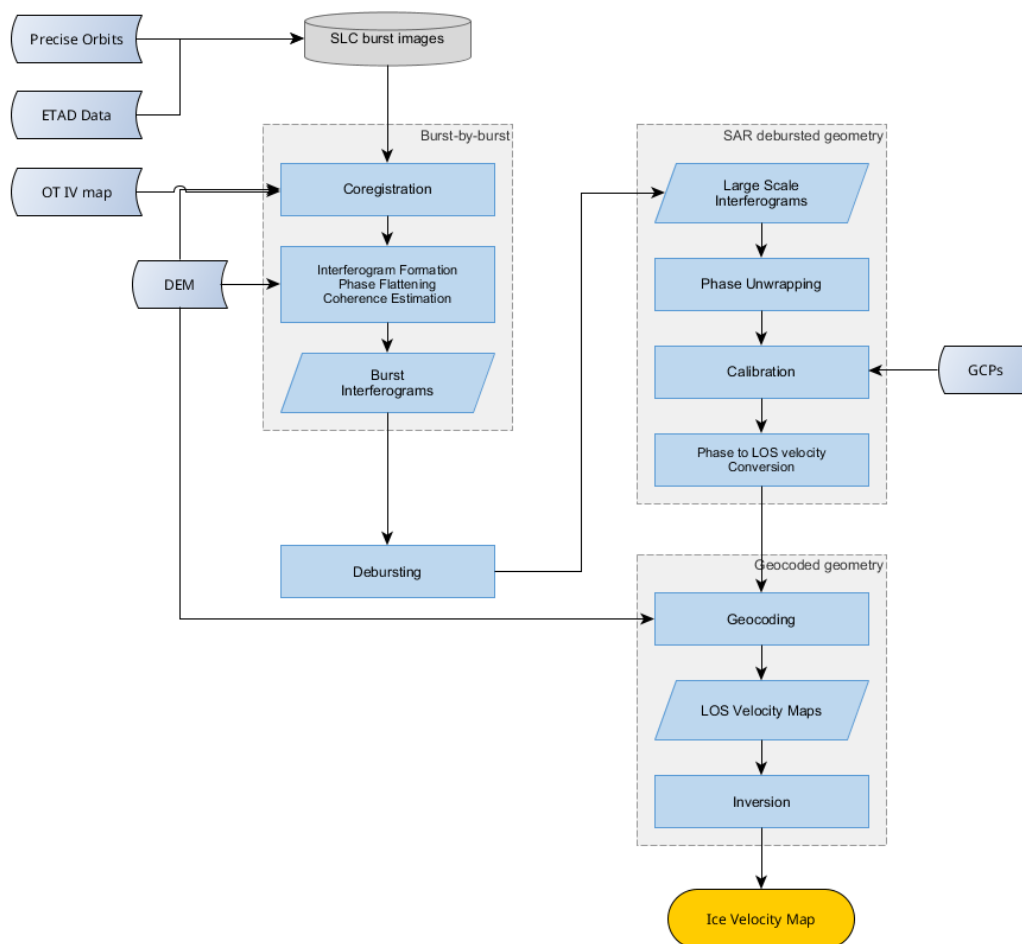 Precise Orbits
SLC burst images
ETAD Data
Burst-by-burst
OT IV map
Coregistration
DEM
Interferogram Formation
Phase Flattening
Coherence Estimation
Burst
Interferograms
Debursting
SAR debursted geometry
Large Scale
Interferograms
Phase Unwrapping
Calibration
GCPs
Phase to LOS velocity
Conversion
Geocoded geometry
Geocoding
LOS Velocity Maps
Inversion
Ice Velocity Map